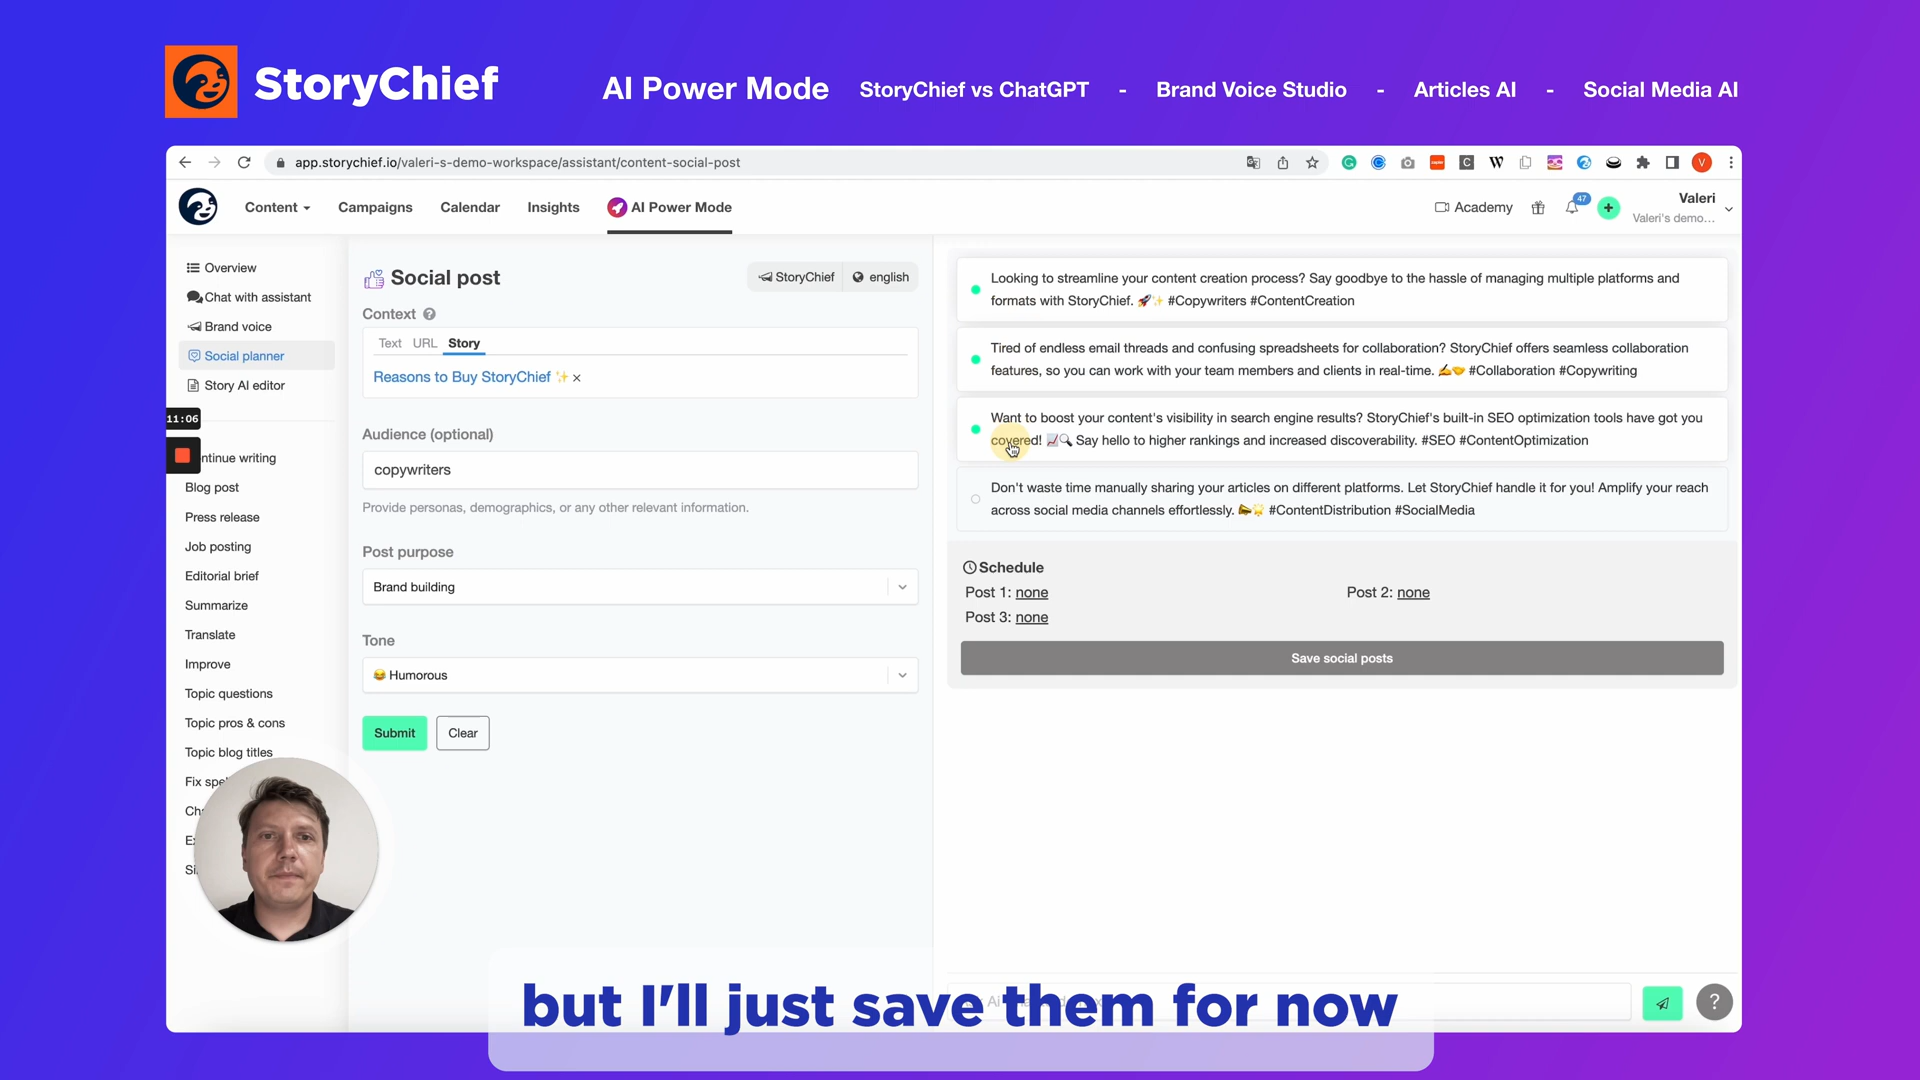 StoryChief
AI Power Mode StoryChief vs ChatGPT - Brand Voice Studio - Articles AI - Social Media AI
app.storychief.io/valeri-s-demo-workspace/assistant/content-social-post
V
Content Campaigns Calendar Insights AI Power Mode
Academy
47
Valeri
Valeri's demo...
Overview
Chat with assistant
Brand voice
Social planner
Story AI editor
11:06
ntinue writing
Blog post
Press release
Job posting
Editorial brief
Summarize
Translate
Improve
Topic questions
Topic pros & cons
Topic blog titles
Fix spe
Social post
StoryChief english
Context ?
Text URL Story
Reasons to Buy StoryChief ✨ ×
Audience (optional)
copywriters
Provide personas, demographics, or any other relevant information.
Post purpose
Brand building
Tone
😂 Humorous
Submit Clear
Looking to streamline your content creation process? Say goodbye to the hassle of managing multiple platforms and
formats with StoryChief. 🚀✨ #Copywriters #ContentCreation
Tired of endless email threads and confusing spreadsheets for collaboration? StoryChief offers seamless collaboration
features, so you can work with your team members and clients in real-time. ✍️🤝 #Collaboration #Copywriting
Want to boost your content's visibility in search engine results? StoryChief's built-in SEO optimization tools have got you
covered! 📈🔍 Say hello to higher rankings and increased discoverability. #SEO #ContentOptimization
Don't waste time manually sharing your articles on different platforms. Let StoryChief handle it for you! Amplify your reach
across social media channels effortlessly. 📣🌟 #ContentDistribution #SocialMedia
Schedule
Post 1: none Post 2: none
Post 3: none
Save social posts
?
but I'll just save them for now